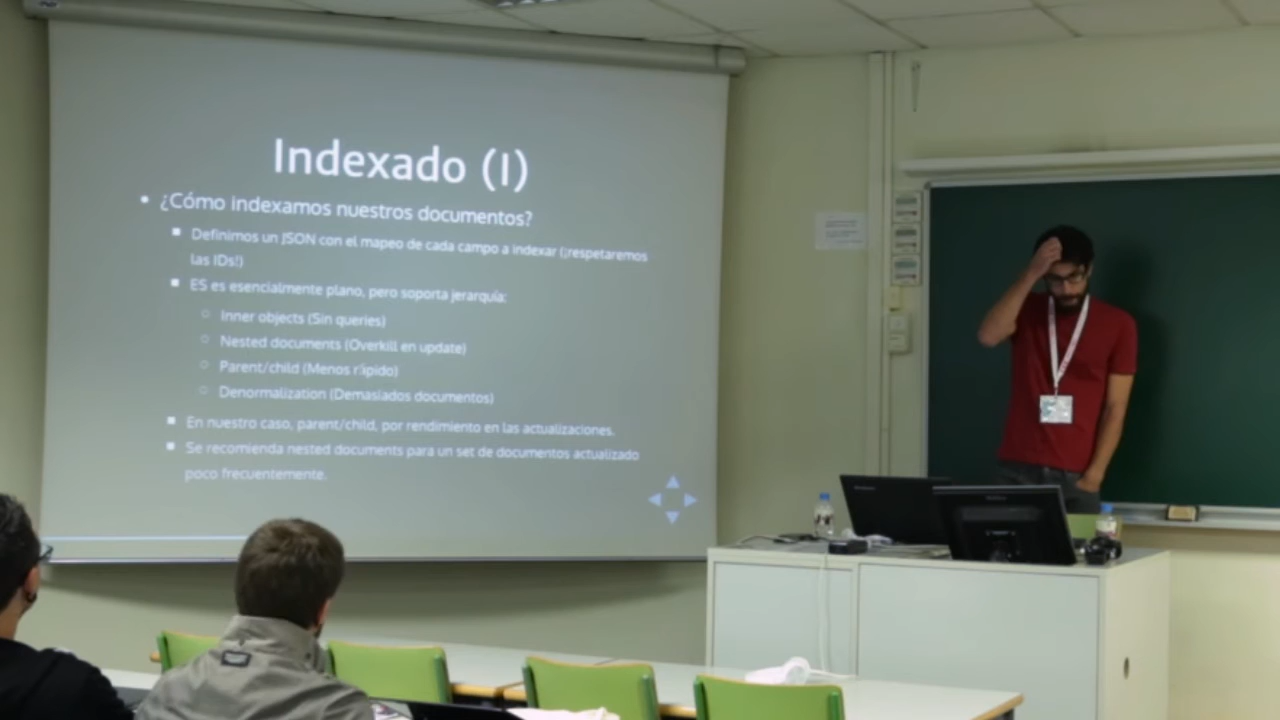 Indexado (I)
¿Cómo indexamos nuestros documentos?
Definimos un JSON con el mapeo de cada campo a indexar (¡respetaremos
las IDs!)
ES es esencialmente plano, pero soporta jerarquía:
Inner objects (Sin queries)
Nested documents (Overkill en update)
Parent/child (Menos rápido)
Denormalization (Demasiados documentos)
En nuestro caso, parent/child, por rendimiento en las actualizaciones.
Se recomienda nested documents para un set de documentos actualizado
poco frecuentemente.